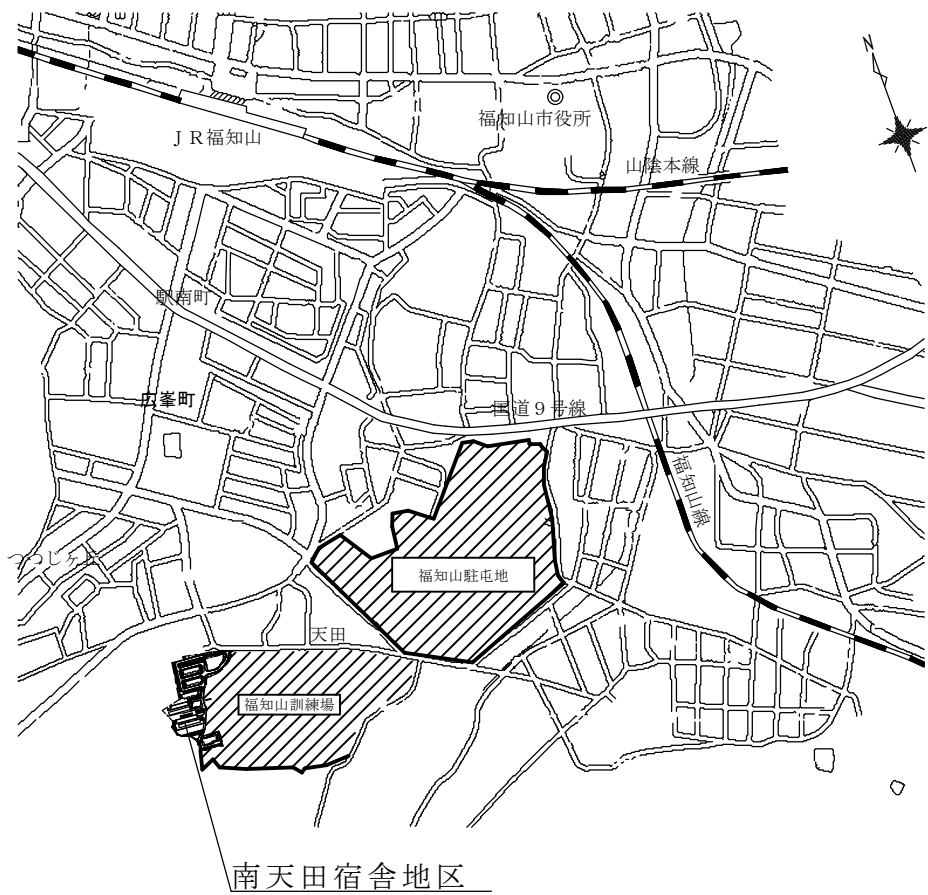 N
福知山市役所
JR福知山
山陰本線
駅南町
広峯町
国道9号線
福知山線
つつじヶ丘
福知山駐屯地
天田
福知山訓練場
南天田宿舎地区